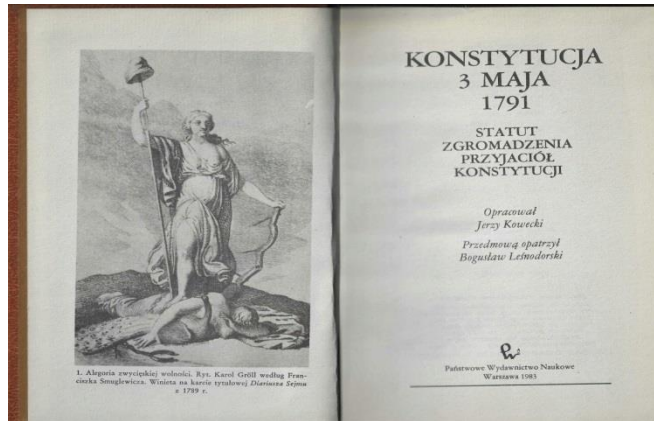 1. Alegoria zwycięskiej wolności. Rys. Karol Gröll według Fran-
ciszka Smuglewicza. Winieta na karcie tytułowej Diariusza Sejmu
z 1789 r.
KONSTYTUCJA
3 MAJA
1791
STATUT
ZGROMADZENIA
PRZYJACIÓŁ
KONSTYTUCJI
Opracował
Jerzy Kowecki
Przedmową opatrzył
Bogusław Leśnodorski
Państwowe Wydawnictwo Naukowe
Warszawa 1983